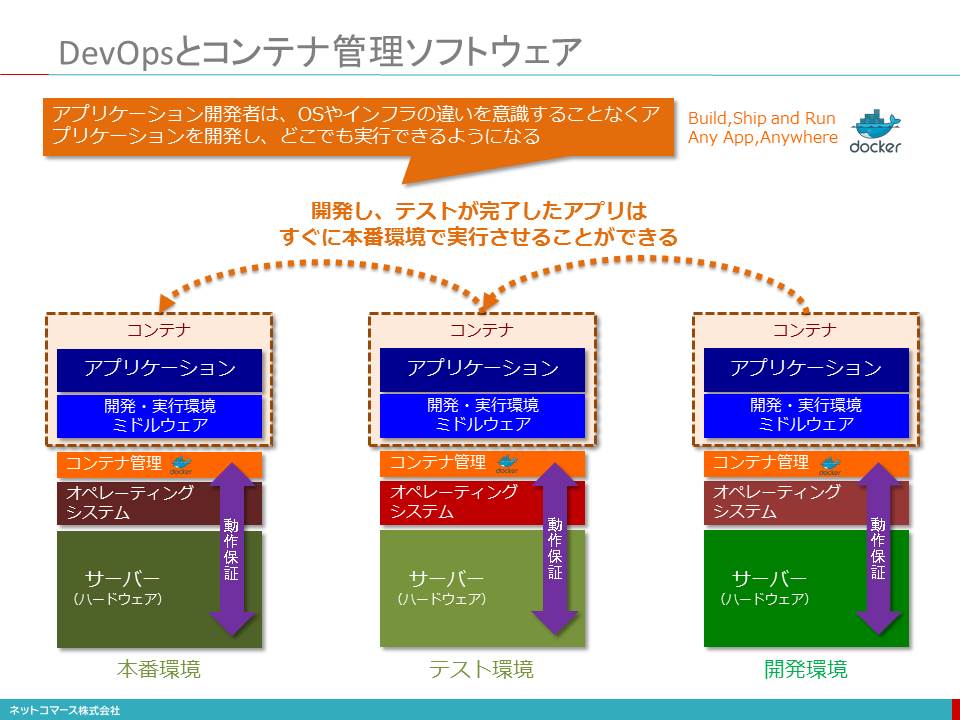 DevOpsとコンテナ管理ソフトウェア
アプリケーション開発者は、OSやインフラの違いを意識することなくア
プリケーションを開発し、どこでも実行できるようになる
Build,Ship and Run
Any App,Anywhere
docker
開発し、テストが完了したアプリは
すぐに本番環境で実行させることができる
コンテナ
アプリケーション
開発・実行環境
ミドルウェア
コンテナ管理
docker
オペレーティング
システム
動作保証
サーバー
（ハードウェア）
本番環境
コンテナ
アプリケーション
開発・実行環境
ミドルウェア
コンテナ管理
docker
オペレーティング
システム
動作保証
サーバー
（ハードウェア）
テスト環境
コンテナ
アプリケーション
開発・実行環境
ミドルウェア
コンテナ管理
docker
オペレーティング
システム
動作保証
サーバー
（ハードウェア）
開発環境
ネットコマース株式会社